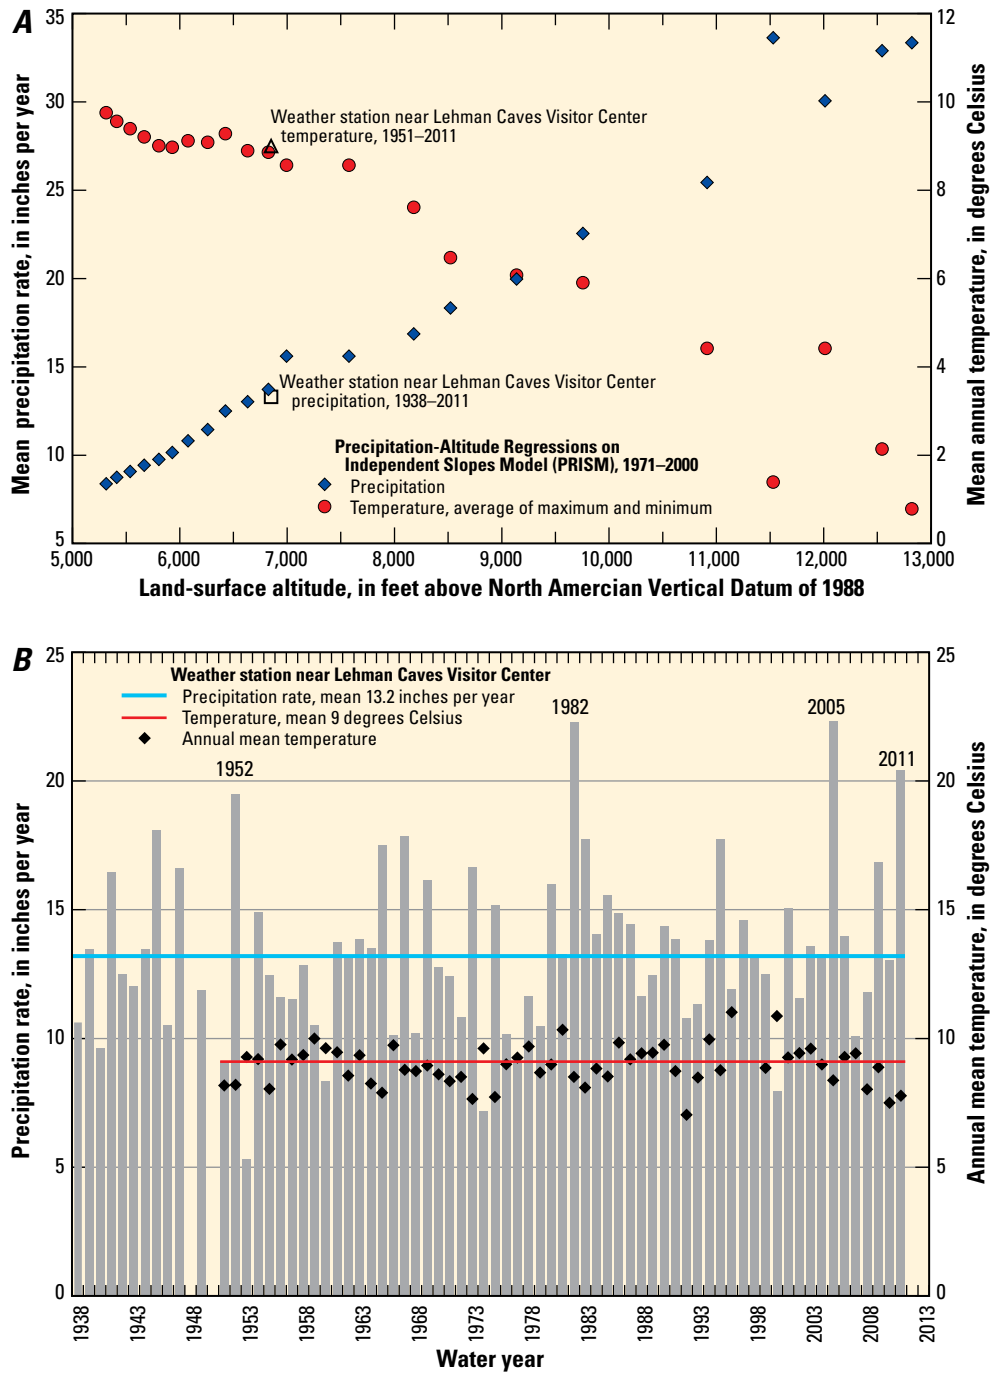 A
35
30
25
20
15
10
5
Mean precipitation rate, in inches per year
12
10
8
6
4
2
0
Mean annual temperature, in degrees Celsius
Weather station near Lehman Caves Visitor Center
temperature, 1951–2011
Weather station near Lehman Caves Visitor Center
precipitation, 1938–2011
Precipitation-Altitude Regressions on
Independent Slopes Model (PRISM), 1971–2000
Precipitation
Temperature, average of maximum and minimum
5,000 6,000 7,000 8,000 9,000 10,000 11,000 12,000 13,000
Land-surface altitude, in feet above North Amercian Vertical Datum of 1988
B
25
20
15
10
5
0
Precipitation rate, in inches per year
25
20
15
10
5
0
Annual mean temperature, in degrees Celsius
Weather station near Lehman Caves Visitor Center
Precipitation rate, mean 13.2 inches per year
Temperature, mean 9 degrees Celsius
Annual mean temperature
1952
1982
2005
2011
1938 1943 1948 1953 1958 1963 1968 1973 1978 1983 1988 1993 1998 2003 2008 2013
Water year